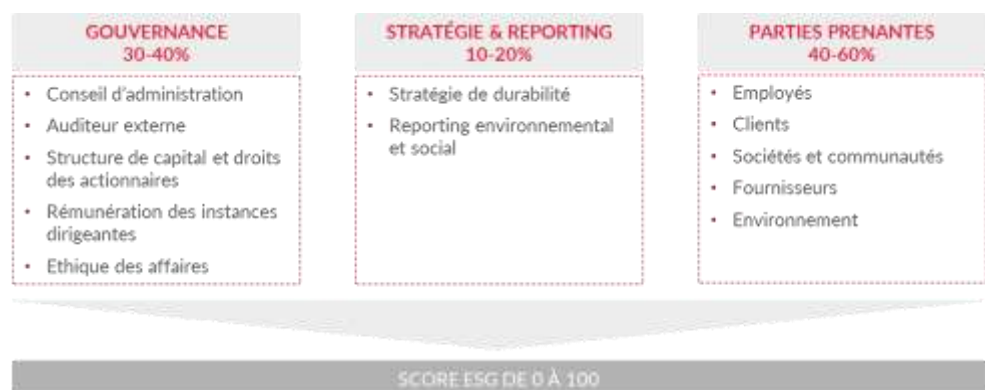 GOUVERNANCE
30-40%
• Conseil d'administration
• Auditeur externe
• Structure de capital et droits
des actionnaires
• Rémunération des instances
dirigeantes
• Ethique des affaires
STRATÉGIE & REPORTING
10-20%
• Stratégie de durabilité
• Reporting environnemental
et social
PARTIES PRENANTES
40-60%
• Employés
• Clients
• Sociétés et communautés
• Fournisseurs
• Environnement
SCORE ESG DE 0 À 100